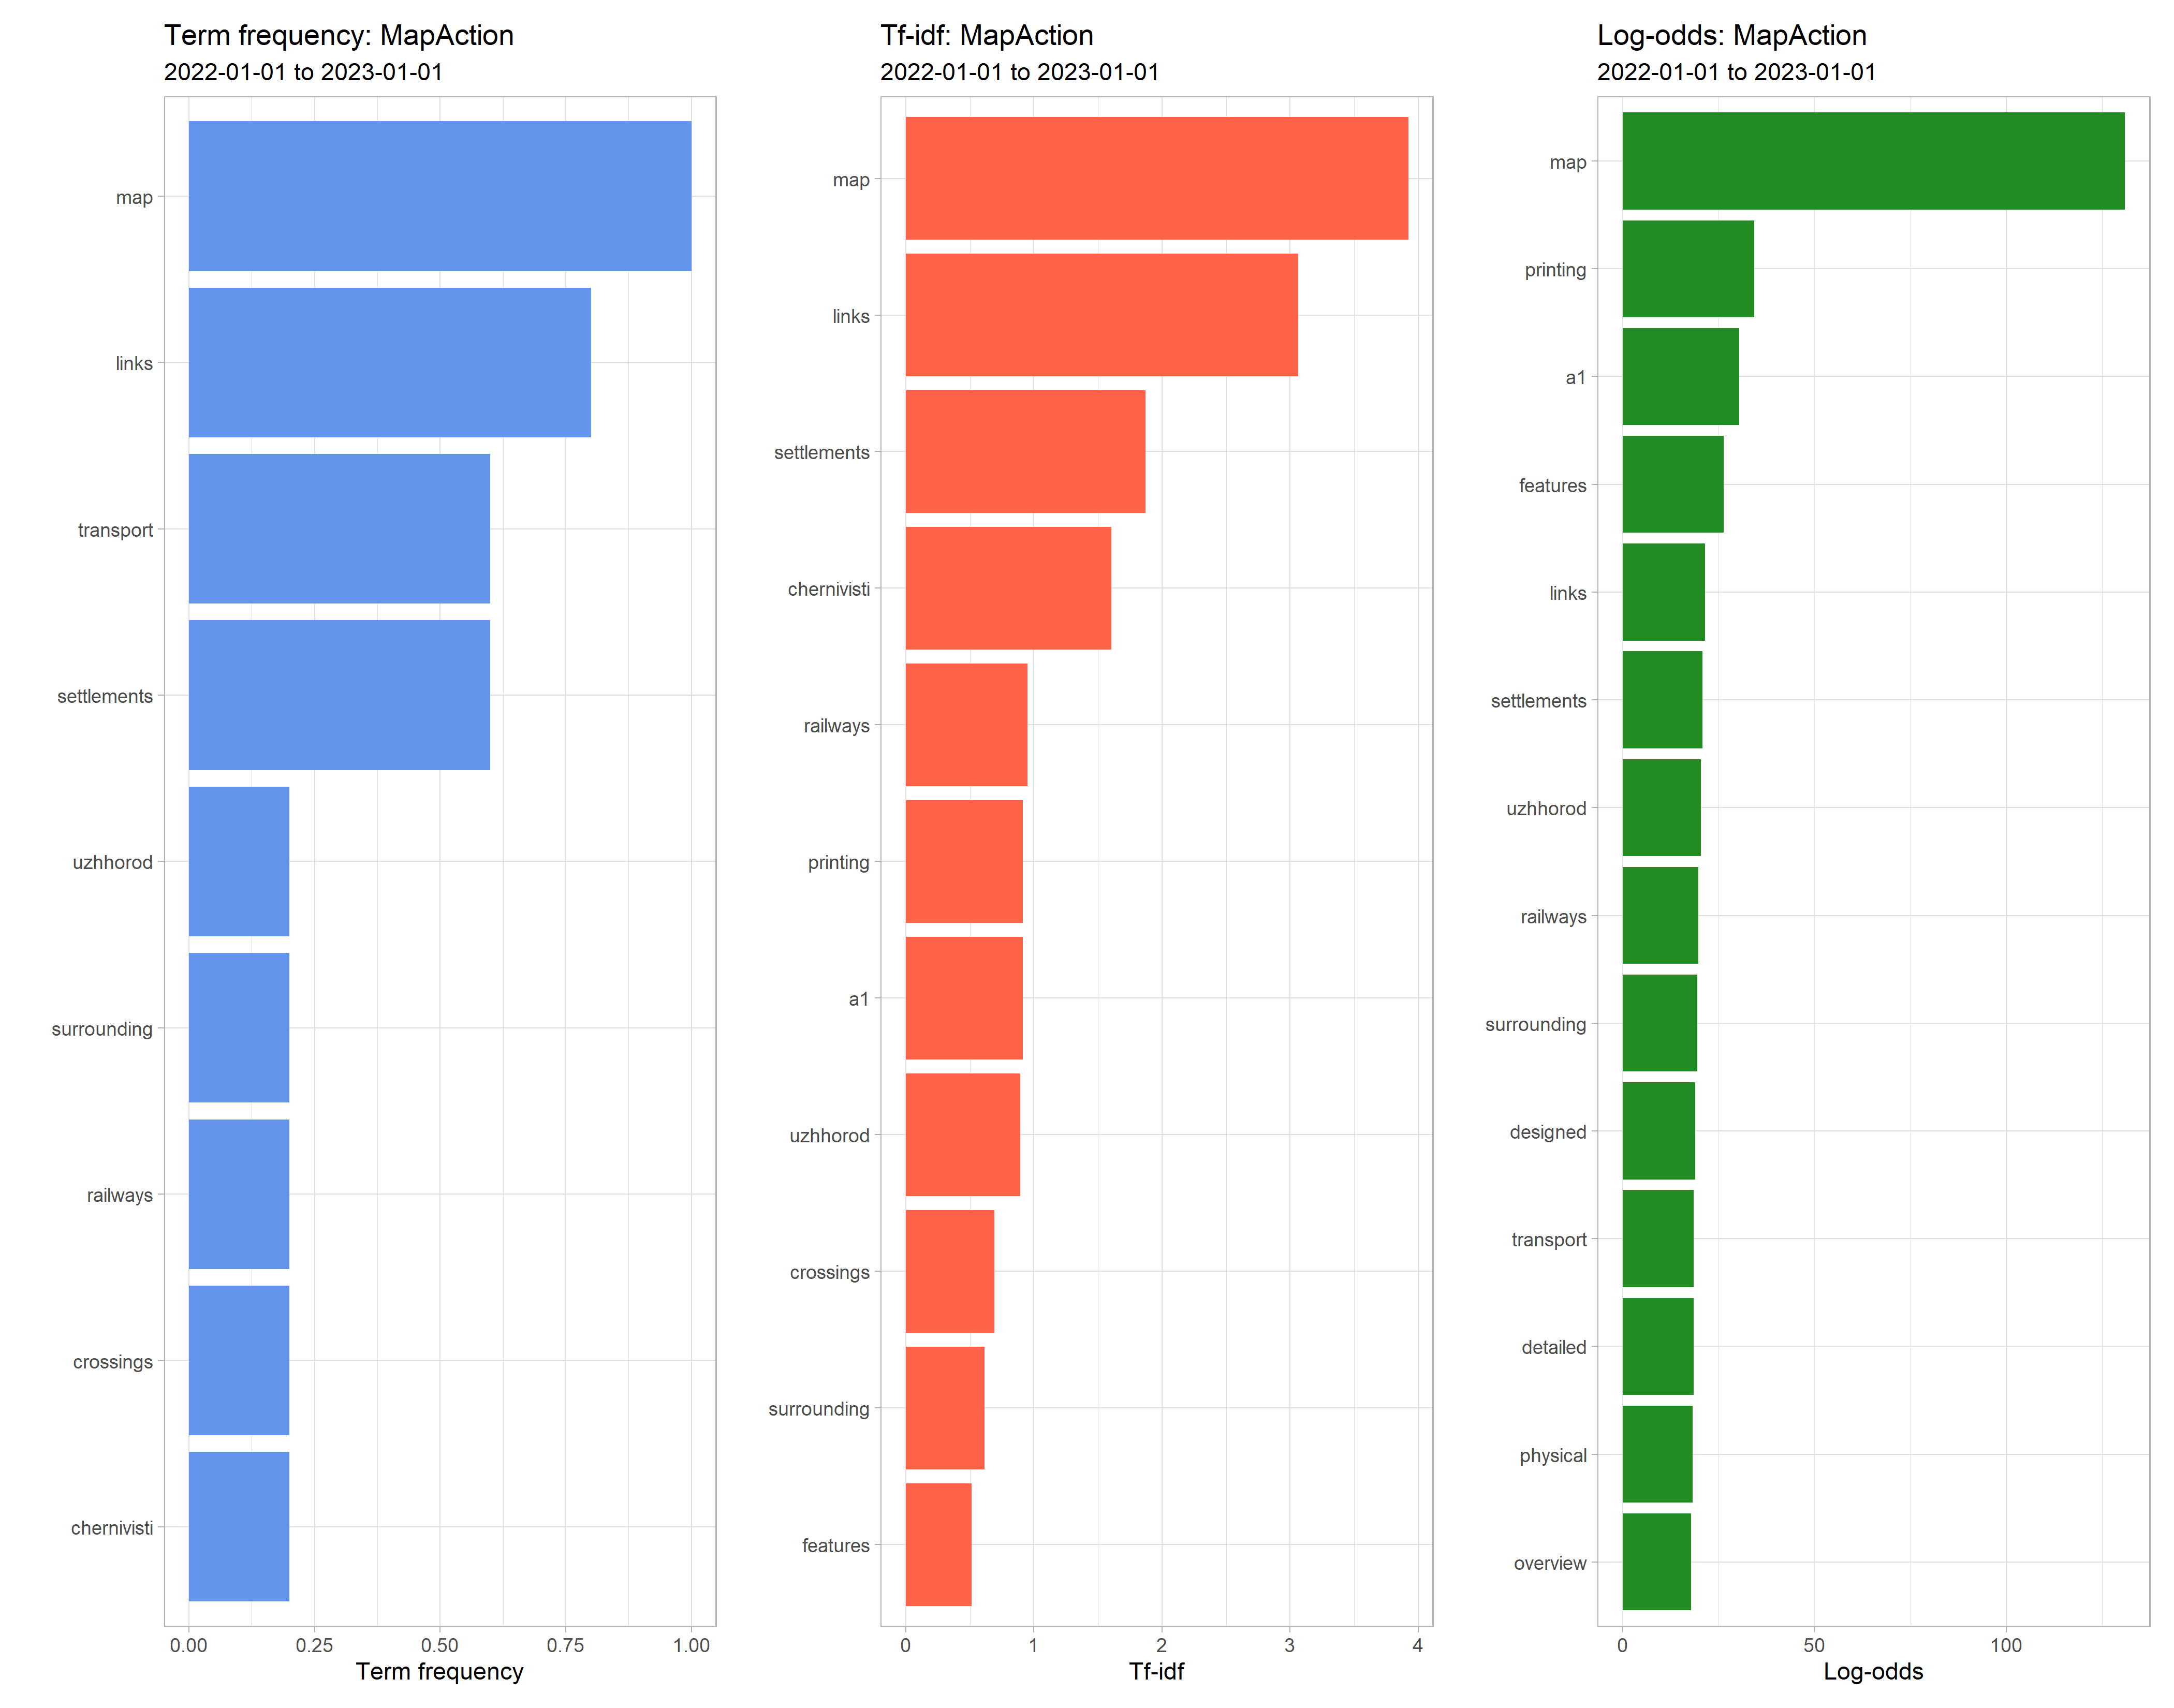 Term frequency: MapAction
2022-01-01 to 2023-01-01
map
links
transport
settlements
uzhhorod
surrounding
railways
crossings
chernivisti
0.00 0.25 0.50 0.75 1.00
Term frequency
Tf-idf: MapAction
2022-01-01 to 2023-01-01
map
links
settlements
chernivisti
railways
printing
a1
uzhhorod
crossings
surrounding
features
0 1 2 3 4
Tf-idf
Log-odds: MapAction
2022-01-01 to 2023-01-01
map
printing
a1
features
links
settlements
uzhhorod
railways
surrounding
designed
transport
detailed
physical
overview
0 50 100
Log-odds